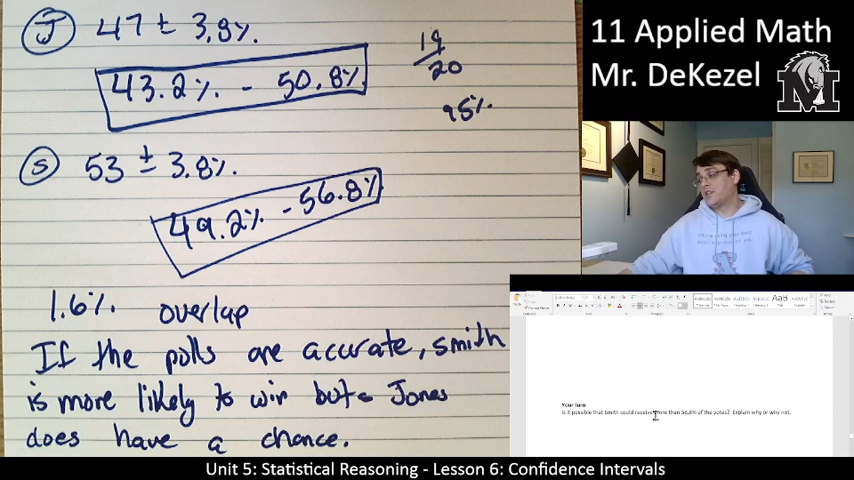 J 47 ± 3.8%.
43.2% - 50.8%
19/20
95%.
S 53 ± 3.8%.
49.2% - 56.8%
1.6%. overlap
If the polls are accurate, smith
is more likely to win but Jones
does have a chance.
11 Applied Math
Mr. DeKezel
M
Your turn
Is it possible that Smith could receive more than 56.8% of the votes? Explain why or why not.
Unit 5: Statistical Reasoning - Lesson 6: Confidence Intervals